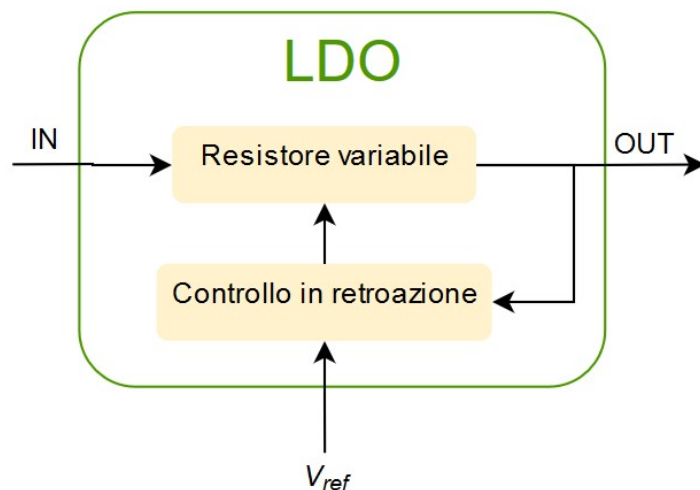 LDO
IN
Resistore variabile
OUT
Controllo in retroazione
Vref